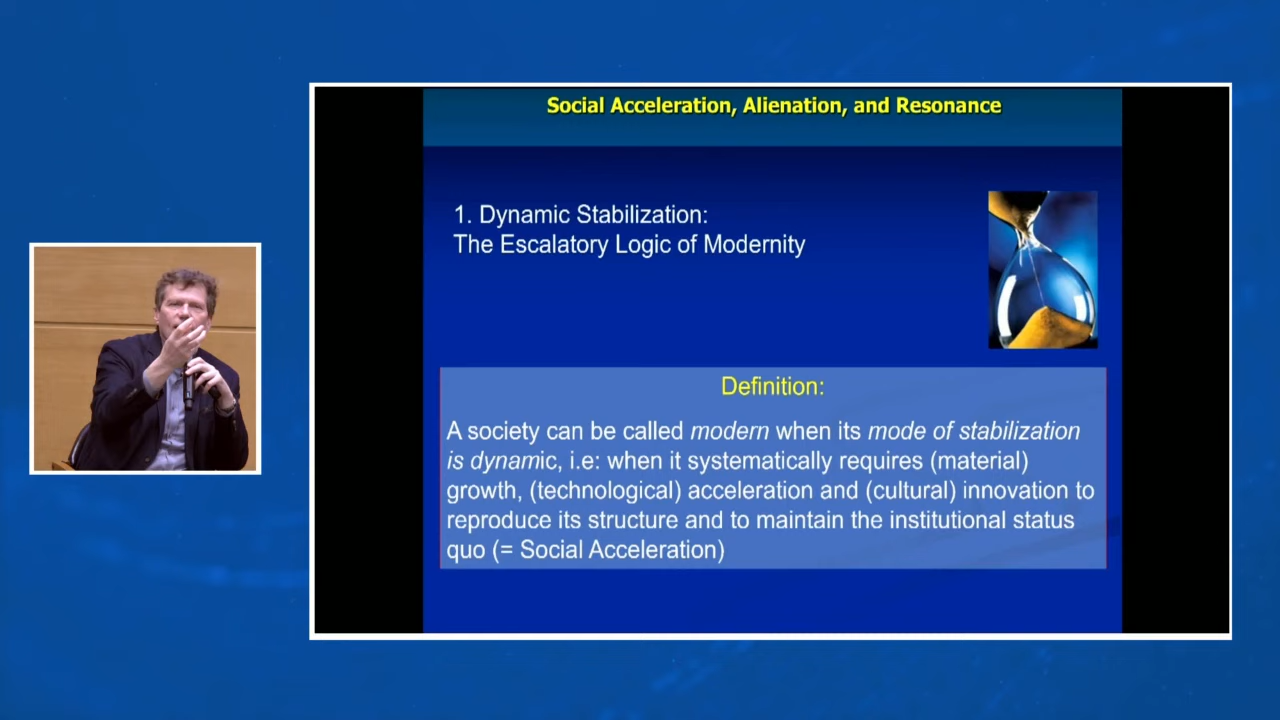 Social Acceleration, Alienation, and Resonance
1. Dynamic Stabilization:
The Escalatory Logic of Modernity
Definition:
A society can be called modern when its mode of stabilization
is dynamic, i.e: when it systematically requires (material)
growth, (technological) acceleration and (cultural) innovation to
reproduce its structure and to maintain the institutional status
quo (= Social Acceleration)